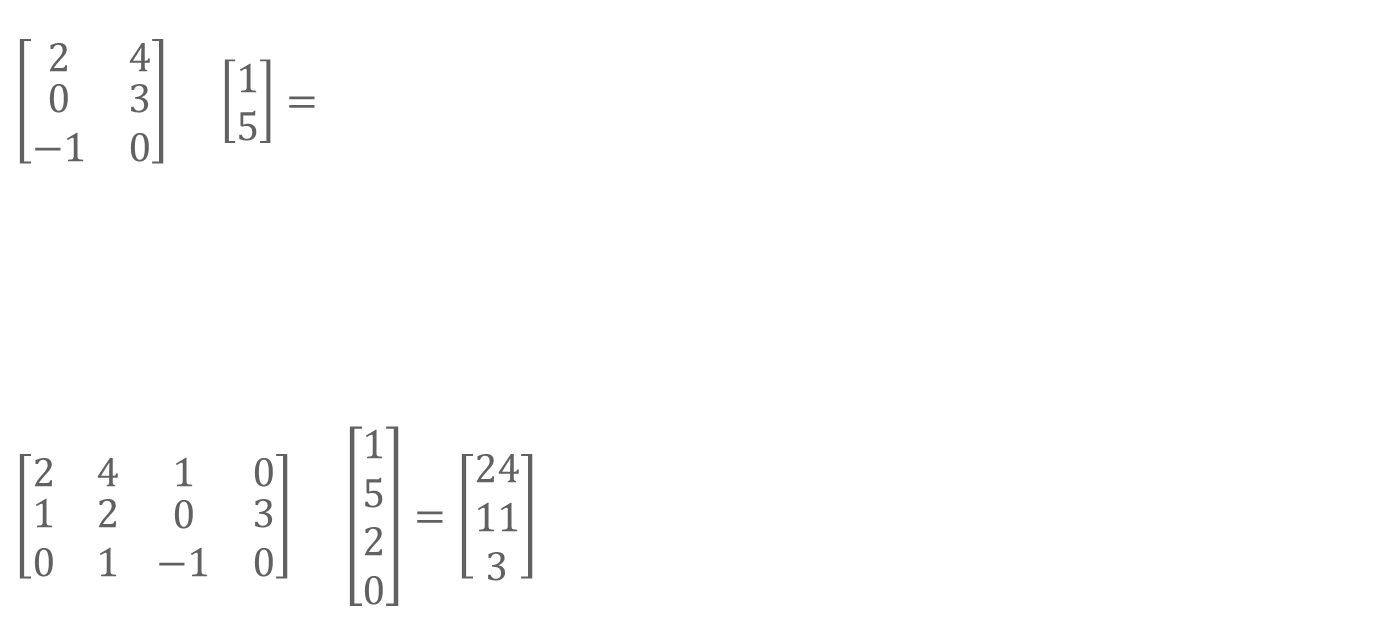 [2 4] [1] =
[0 3] [5]
[−1 0]
[2 4 1 0] [1] = [24]
[1 2 0 3] [5] [11]
[0 1 −1 0] [2] [3]
[0]